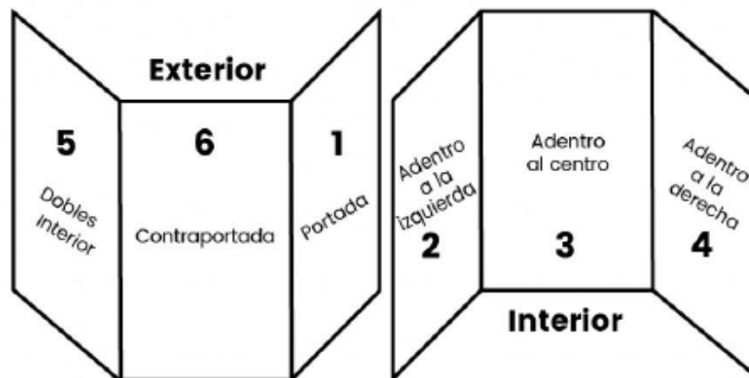 Exterior
5
Dobles
Interior
6
Contraportada
1
Portada
Adentro
a la
izquierda
2
Adentro
al centro
3
Adentro
a la
derecha
4
Interior